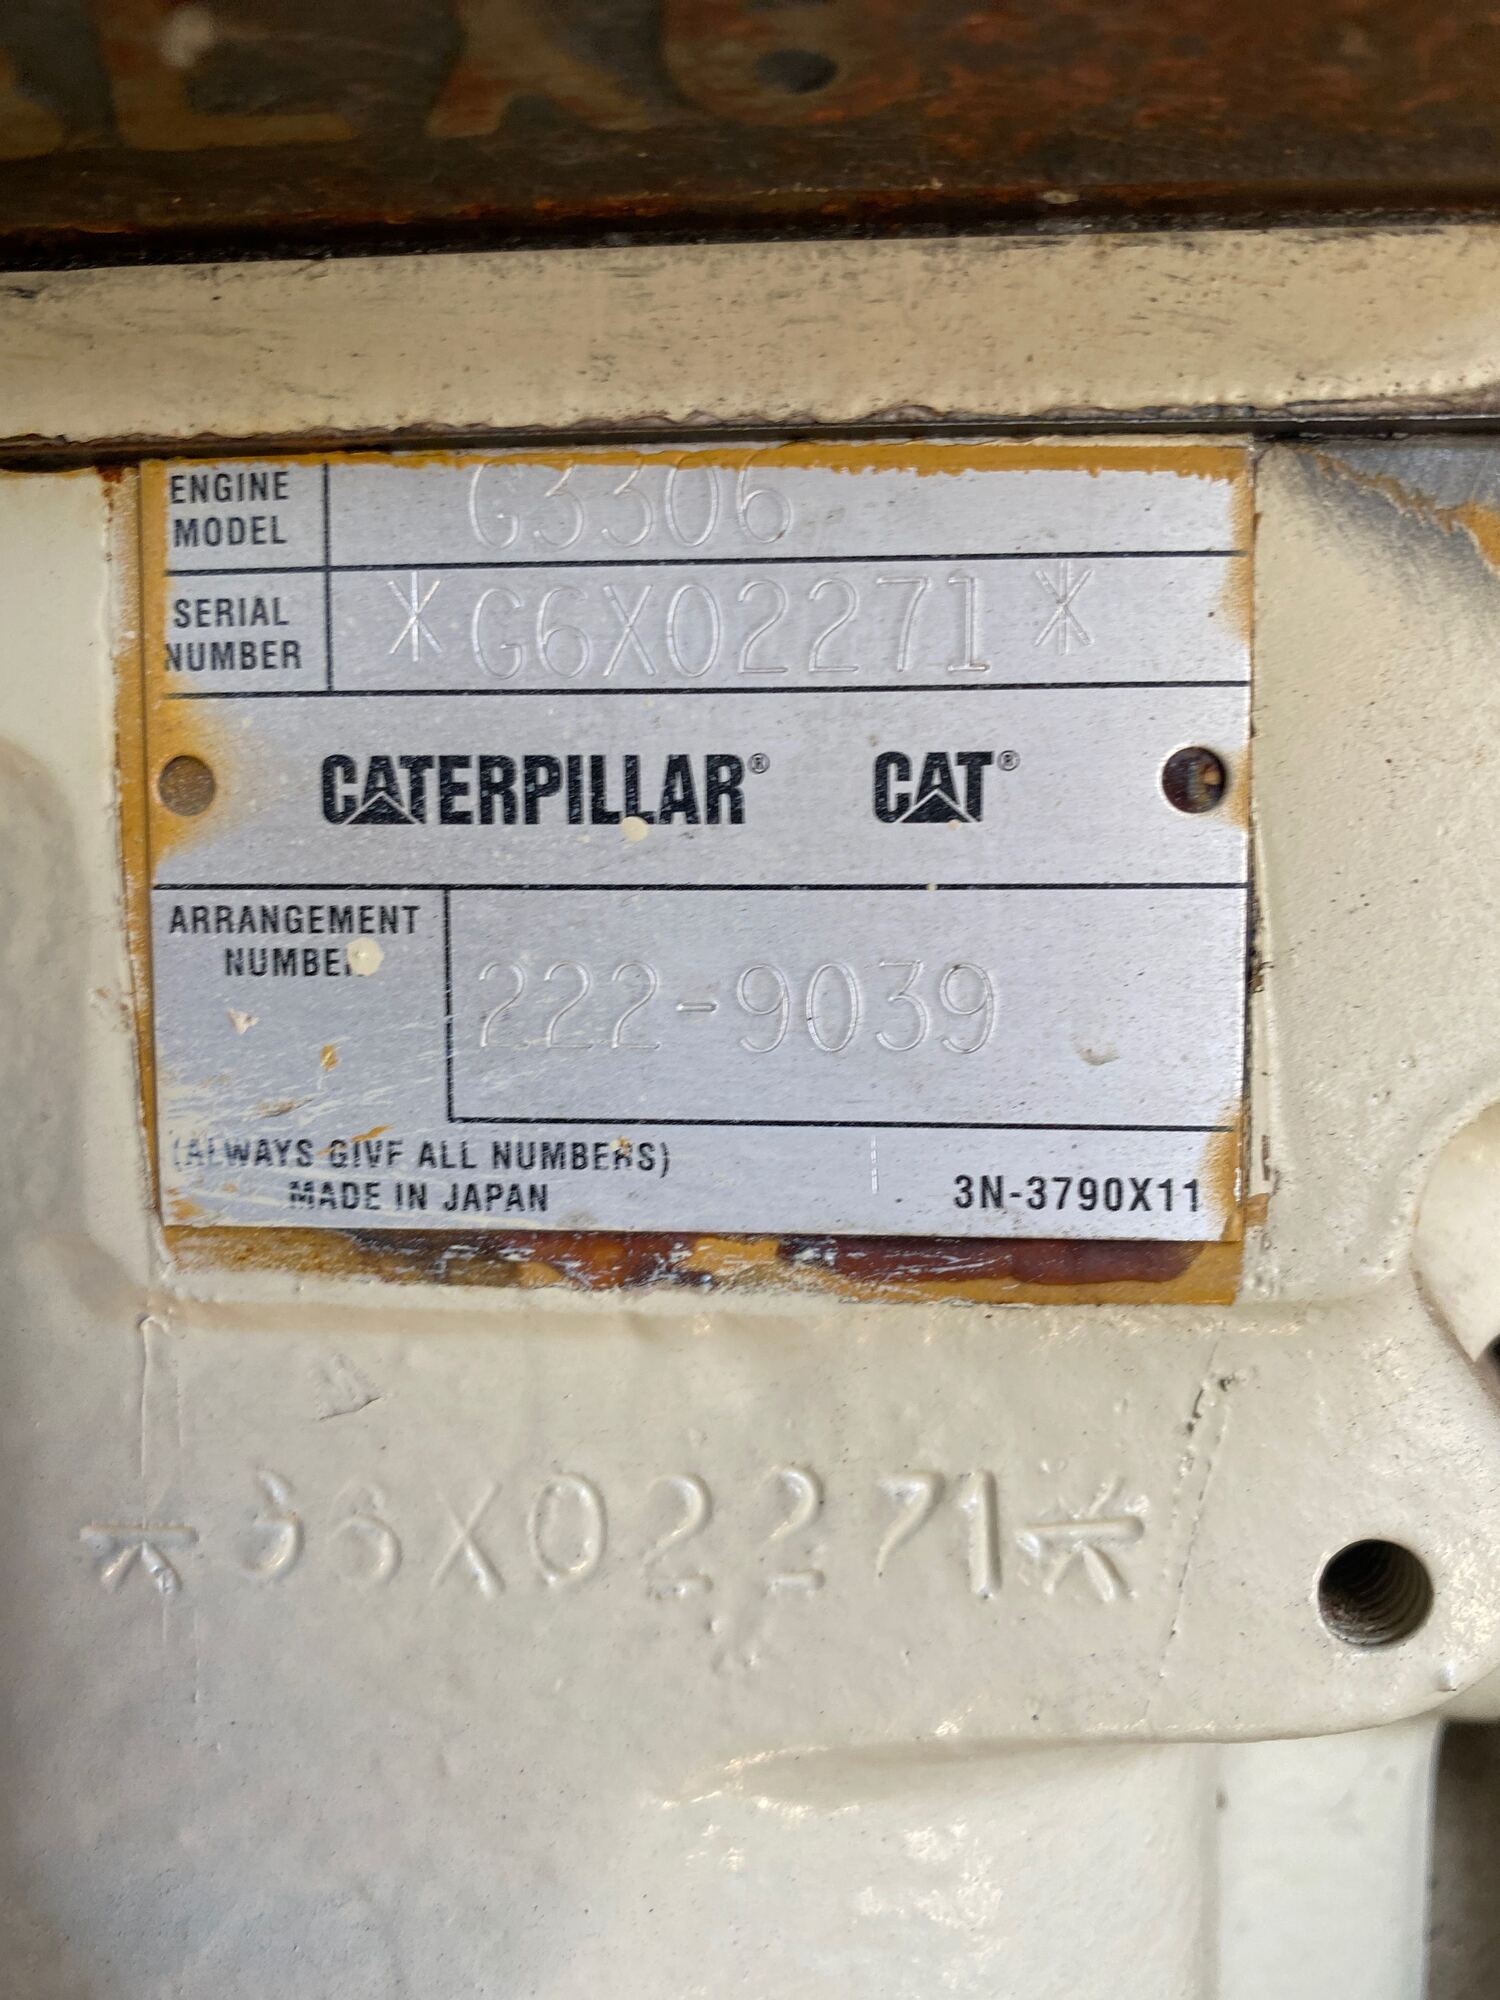 ENGINE MODEL G3306
SERIAL NUMBER *G6X02271*
CATERPILLAR® CAT®
ARRANGEMENT NUMBER 222-9039
(ALWAYS GIVE ALL NUMBERS)
MADE IN JAPAN 3N-3790X11
*G6X02271*